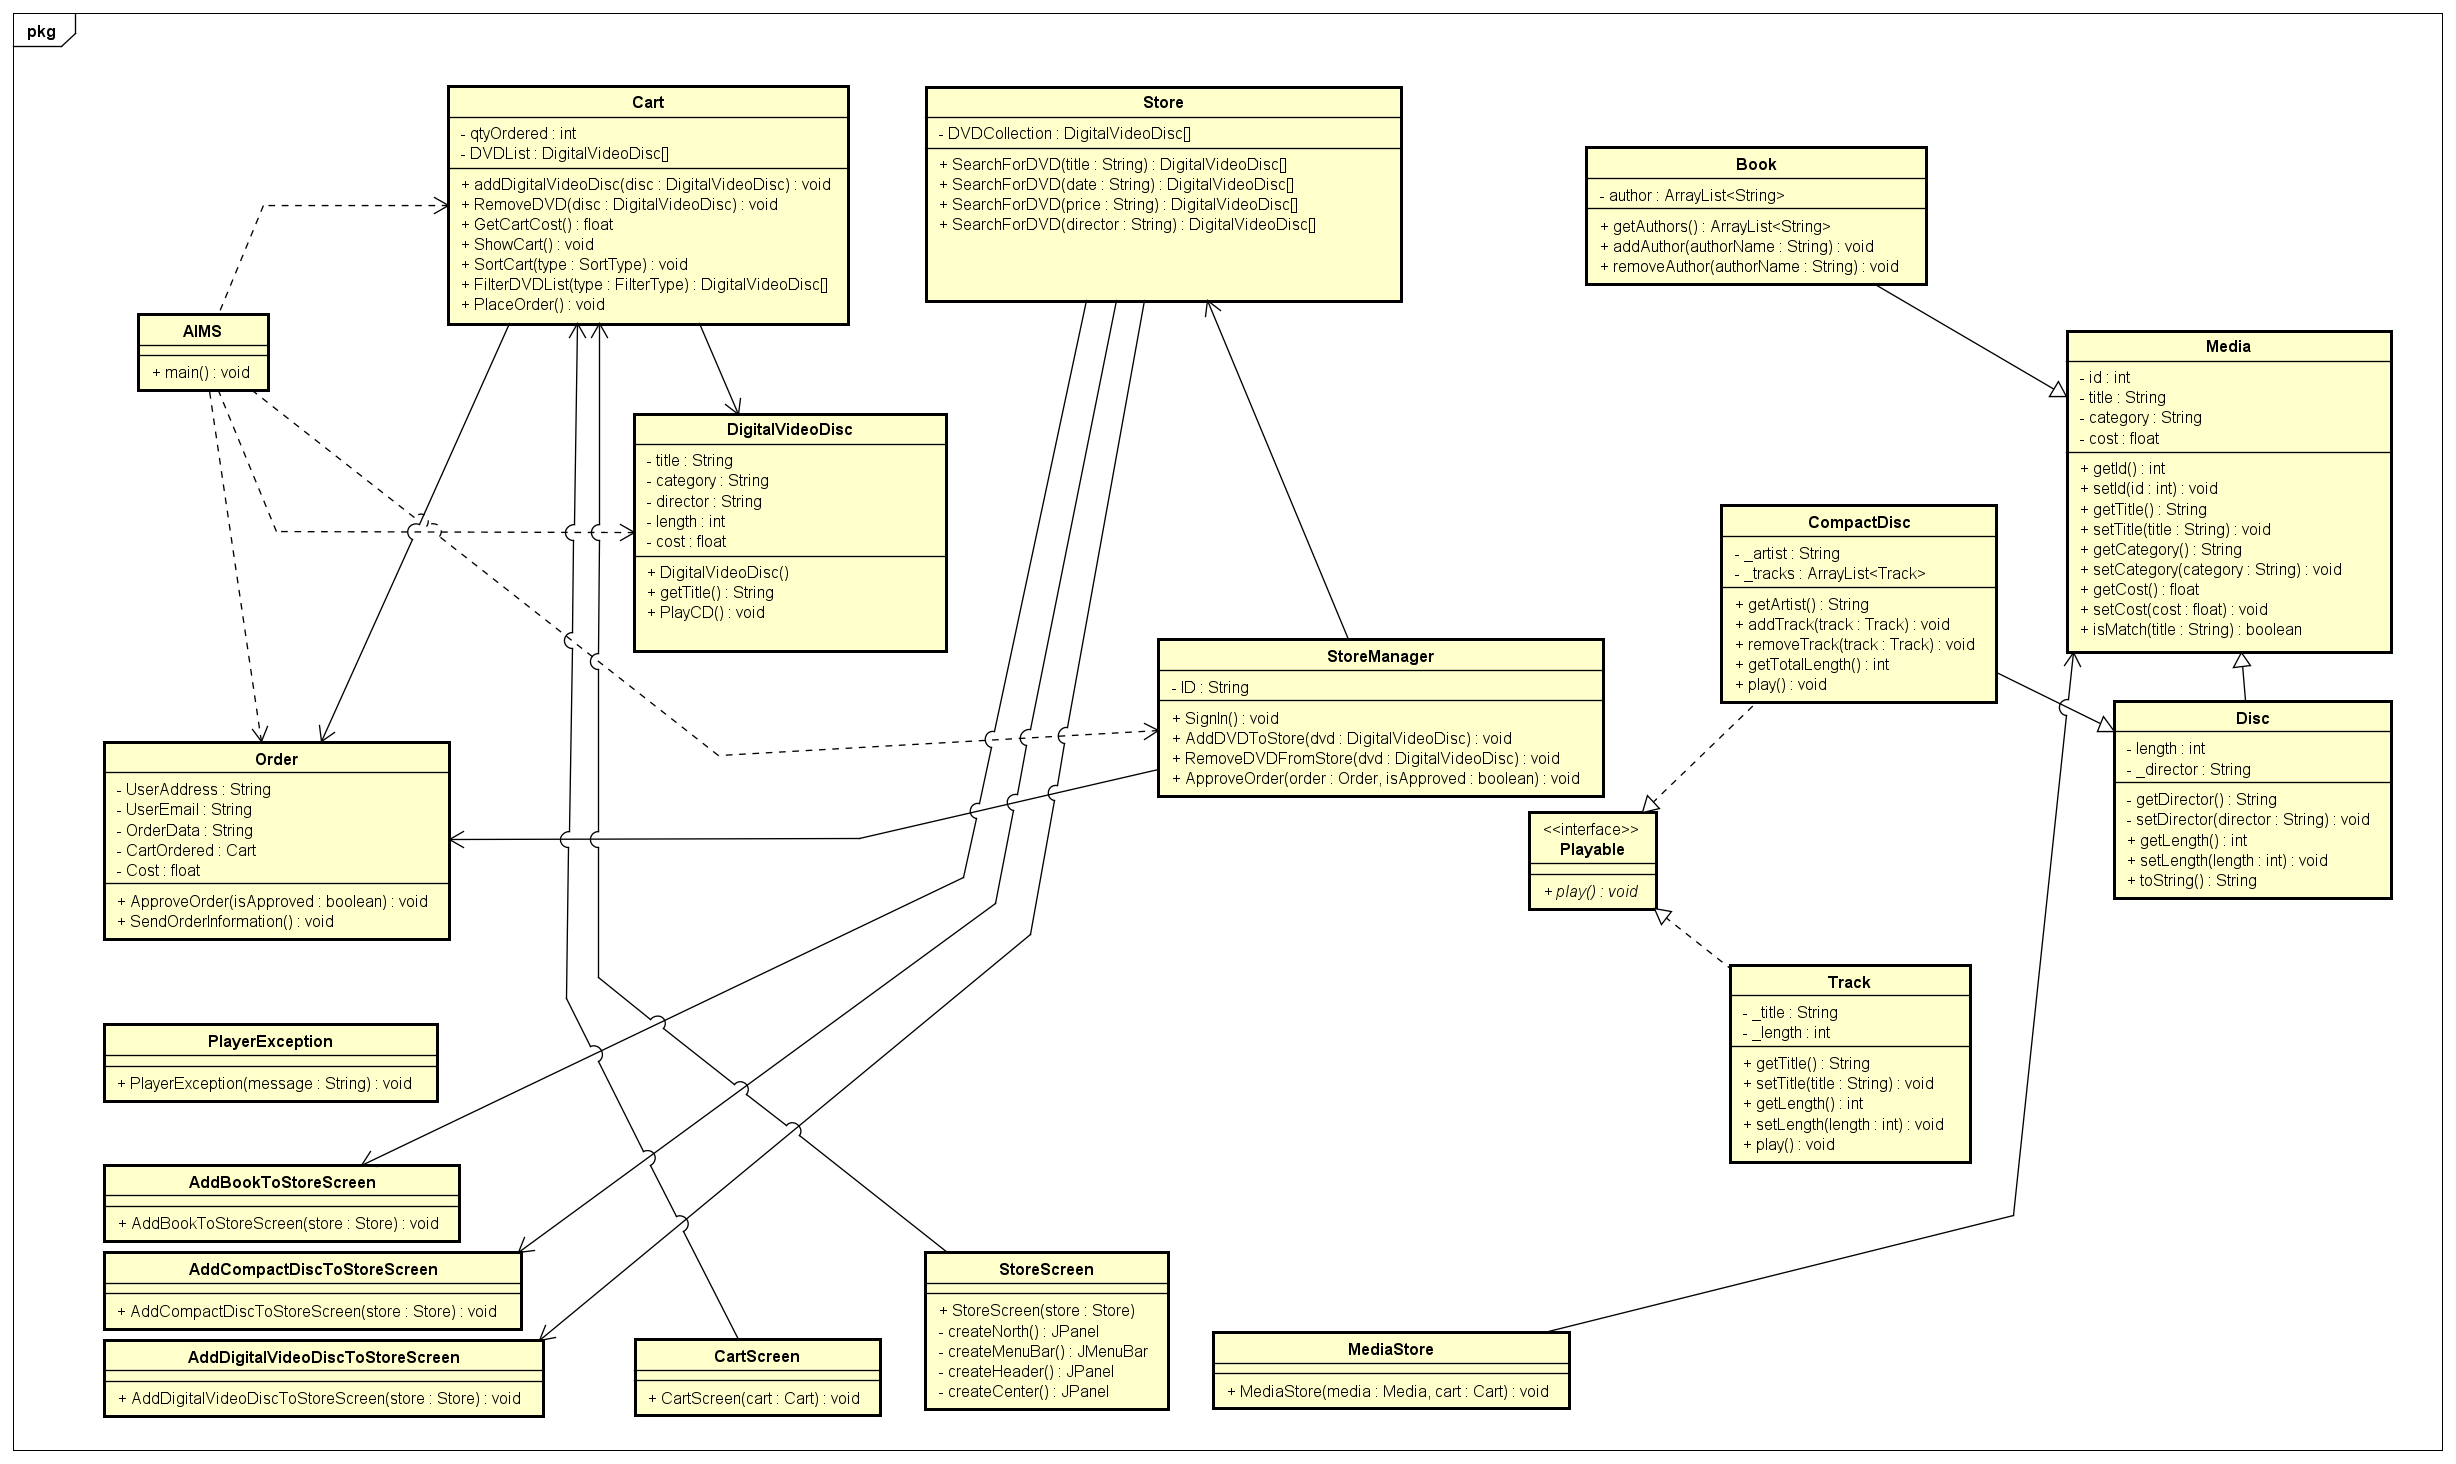 pkg
Cart
- qtyOrdered : int
- DVDList : DigitalVideoDisc[]
+ addDigitalVideoDisc(disc : DigitalVideoDisc) : void
+ RemoveDVD(disc : DigitalVideoDisc) : void
+ GetCartCost() : float
+ ShowCart() : void
+ SortCart(type : SortType) : void
+ FilterDVDList(type : FilterType) : DigitalVideoDisc[]
+ PlaceOrder() : void
Store
- DVDCollection : DigitalVideoDisc[]
+ SearchForDVD(title : String) : DigitalVideoDisc[]
+ SearchForDVD(date : String) : DigitalVideoDisc[]
+ SearchForDVD(price : String) : DigitalVideoDisc[]
+ SearchForDVD(director : String) : DigitalVideoDisc[]
Book
- author : ArrayList<String>
+ getAuthors() : ArrayList<String>
+ addAuthor(authorName : String) : void
+ removeAuthor(authorName : String) : void
AIMS
+ main() : void
Media
- id : int
- title : String
- category : String
- cost : float
+ getId() : int
+ setId(id : int) : void
+ getTitle() : String
+ setTitle(title : String) : void
+ getCategory() : String
+ setCategory(category : String) : void
+ getCost() : float
+ setCost(cost : float) : void
+ isMatch(title : String) : boolean
DigitalVideoDisc
- title : String
- category : String
- director : String
- length : int
- cost : float
+ DigitalVideoDisc()
+ getTitle() : String
+ PlayCD() : void
CompactDisc
- _artist : String
- _tracks : ArrayList<Track>
+ getArtist() : String
+ addTrack(track : Track) : void
+ removeTrack(track : Track) : void
+ getTotalLength() : int
+ play() : void
StoreManager
- ID : String
+ SignIn() : void
+ AddDVDToStore(dvd : DigitalVideoDisc) : void
+ RemoveDVDFromStore(dvd : DigitalVideoDisc) : void
+ ApproveOrder(order : Order, isApproved : boolean) : void
Disc
- length : int
- _director : String
- getDirector() : String
- setDirector(director : String) : void
+ getLength() : int
+ setLength(length : int) : void
+ toString() : String
Order
- UserAddress : String
- UserEmail : String
- OrderData : String
- CartOrdered : Cart
- Cost : float
+ ApproveOrder(isApproved : boolean) : void
+ SendOrderInformation() : void
<<interface>>
Playable
+ play() : void
Track
- _title : String
- _length : int
+ getTitle() : String
+ setTitle(title : String) : void
+ getLength() : int
+ setLength(length : int) : void
+ play() : void
PlayerException
+ PlayerException(message : String) : void
AddBookToStoreScreen
+ AddBookToStoreScreen(store : Store) : void
AddCompactDiscToStoreScreen
+ AddCompactDiscToStoreScreen(store : Store) : void
AddDigitalVideoDiscToStoreScreen
+ AddDigitalVideoDiscToStoreScreen(store : Store) : void
CartScreen
+ CartScreen(cart : Cart) : void
StoreScreen
+ StoreScreen(store : Store)
- createNorth() : JPanel
- createMenuBar() : JMenuBar
- createHeader() : JPanel
- createCenter() : JPanel
MediaStore
+ MediaStore(media : Media, cart : Cart) : void